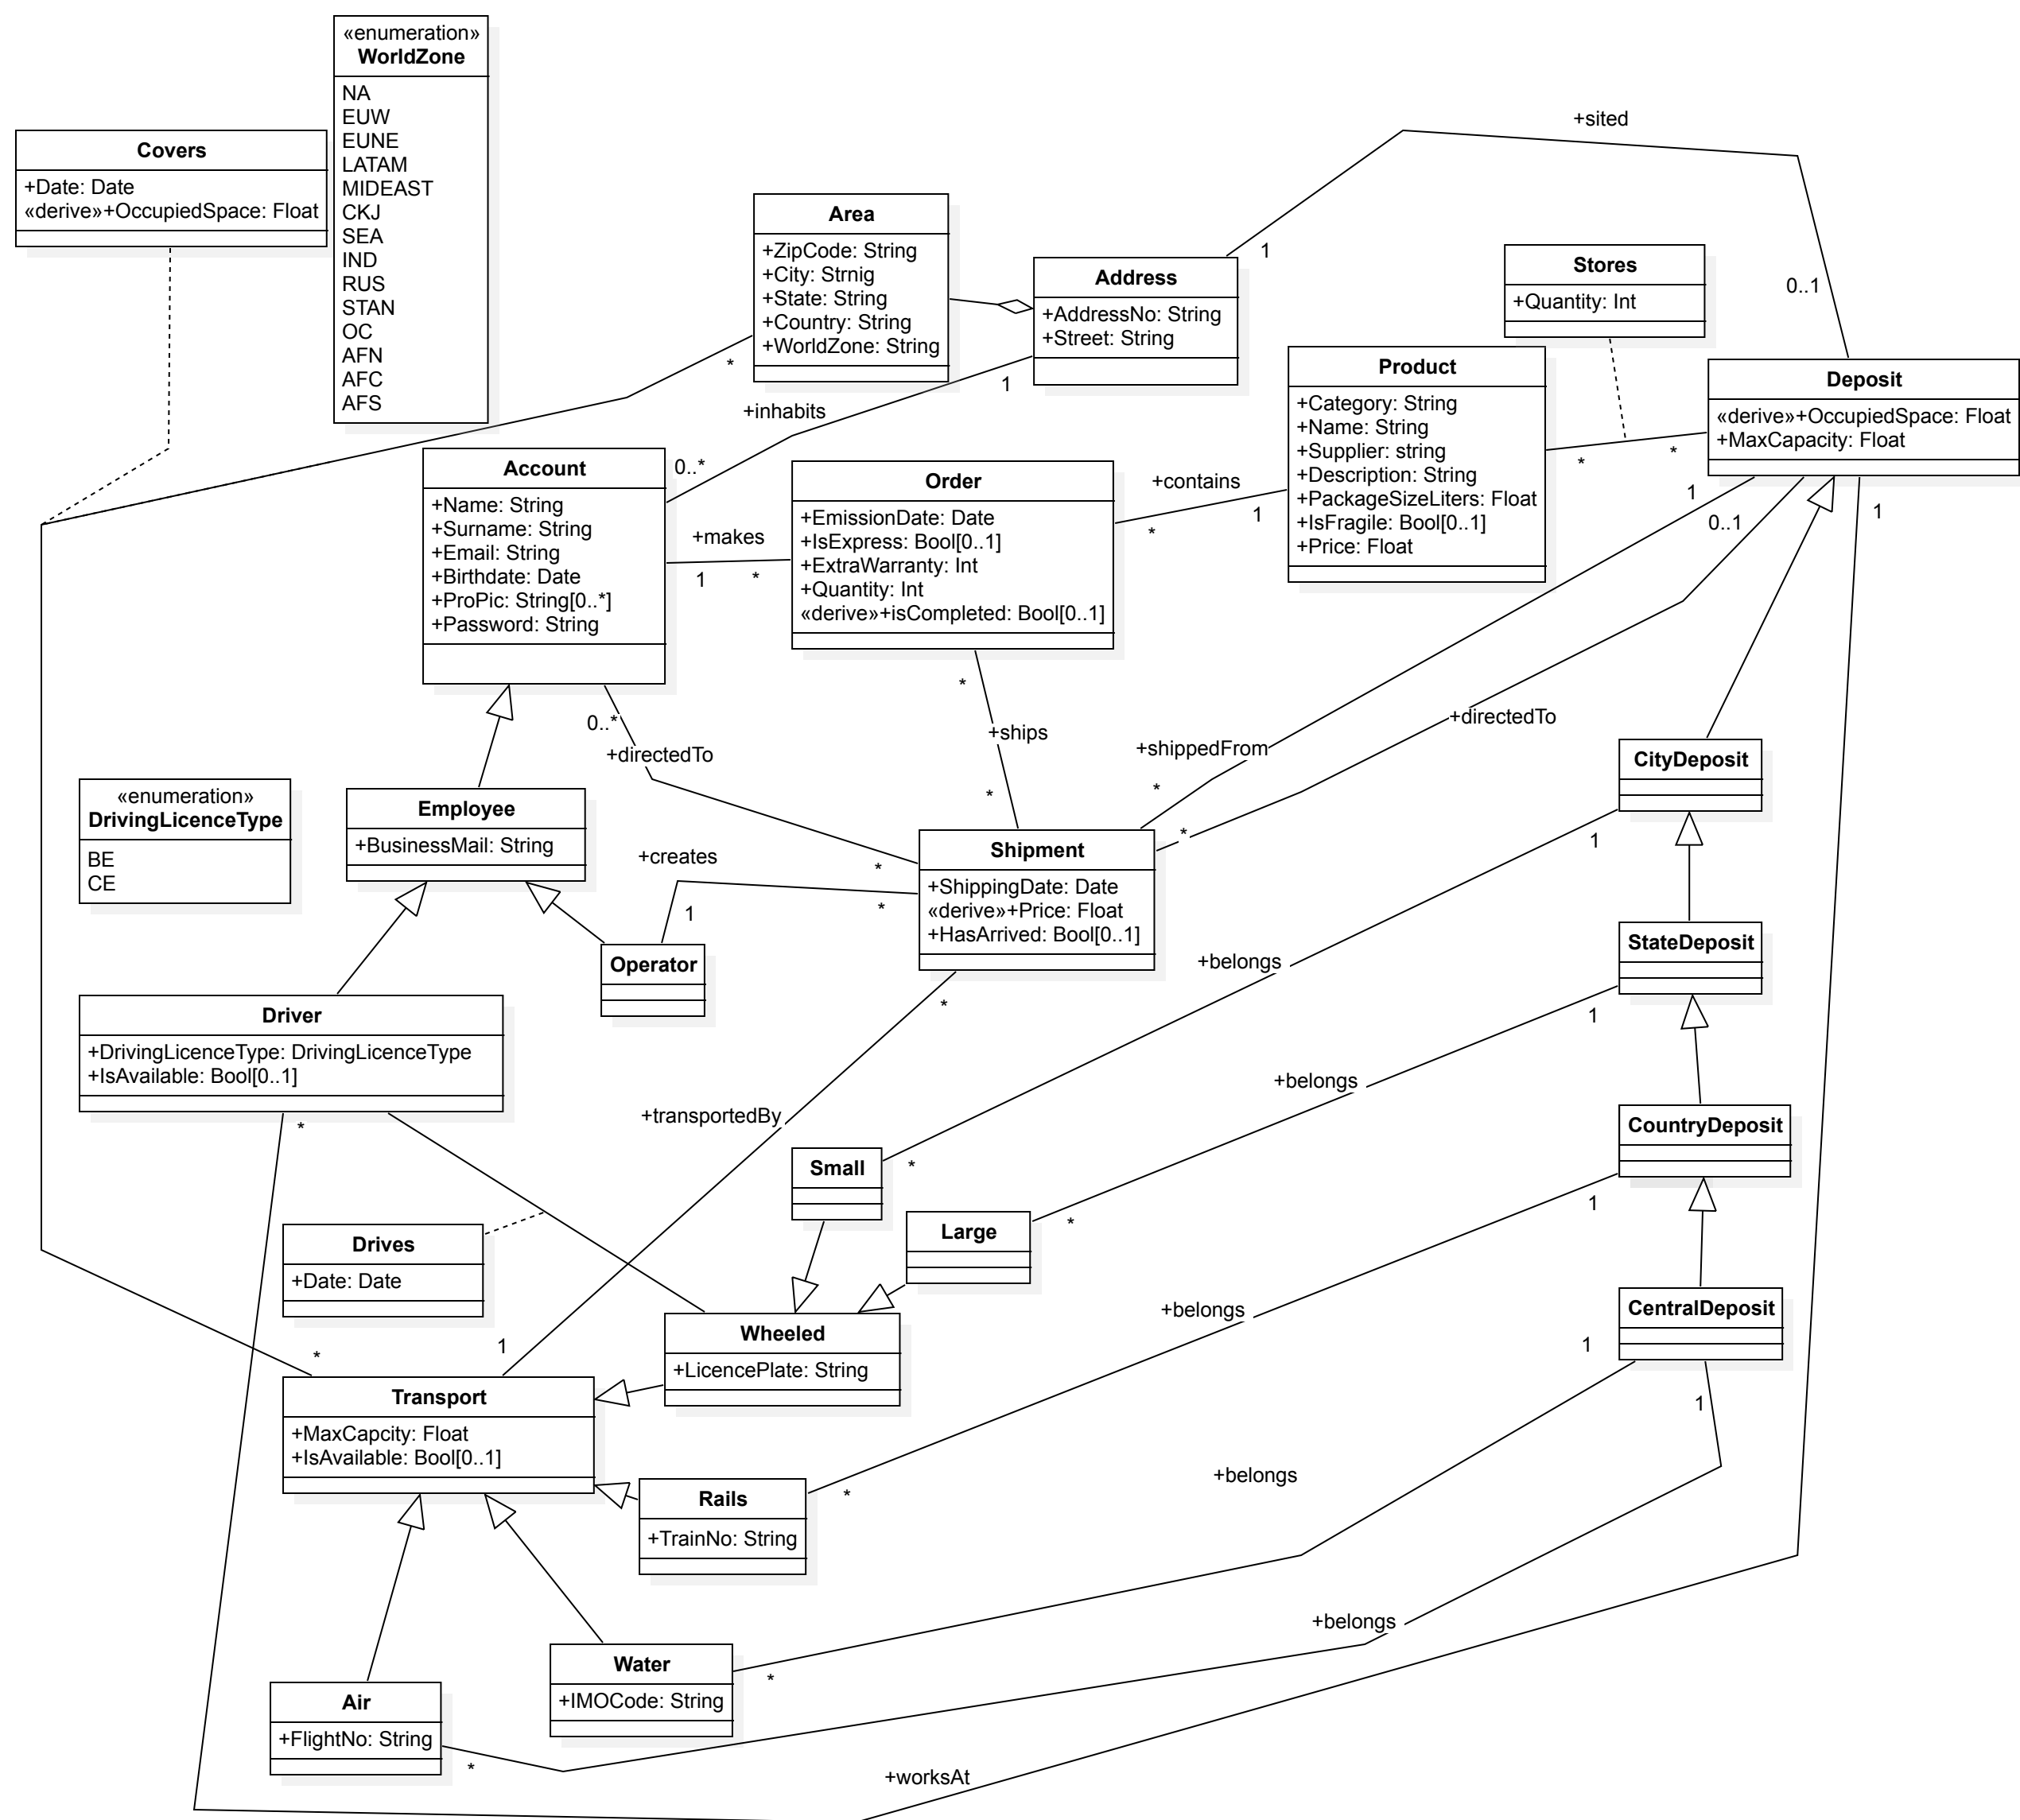 «enumeration»
WorldZone
NA
EUW
EUNE
LATAM
MIDEAST
CKJ
SEA
IND
RUS
STAN
OC
AFN
AFC
AFS
Covers
+Date: Date
«derive»+OccupiedSpace: Float
+sited
1
0..1
Area
+ZipCode: String
+City: Strnig
+State: String
+Country: String
+WorldZone: String
*
Address
+AddressNo: String
+Street: String
1
+inhabits
0..*
Stores
+Quantity: Int
Product
+Category: String
+Name: String
+Supplier: string
+Description: String
+PackageSizeLiters: Float
+IsFragile: Bool[0..1]
+Price: Float
*
*
Deposit
«derive»+OccupiedSpace: Float
+MaxCapacity: Float
1
0..1
1
Account
+Name: String
+Surname: String
+Email: String
+Birthdate: Date
+ProPic: String[0..*]
+Password: String
+makes
1
*
Order
+EmissionDate: Date
+IsExpress: Bool[0..1]
+ExtraWarranty: Int
+Quantity: Int
«derive»+isCompleted: Bool[0..1]
+contains
*
1
*
+ships
*
0..*
+directedTo
*
+shippedFrom
*
+directedTo
*
CityDeposit
1
«enumeration»
DrivingLicenceType
BE
CE
Employee
+BusinessMail: String
+creates
1
*
Shipment
+ShippingDate: Date
«derive»+Price: Float
+HasArrived: Bool[0..1]
*
Operator
+belongs
StateDeposit
1
Driver
+DrivingLicenceType: DrivingLicenceType
+IsAvailable: Bool[0..1]
*
+transportedBy
1
+belongs
CountryDeposit
1
Small
*
Large
*
Drives
+Date: Date
+belongs
CentralDeposit
1
1
Wheeled
+LicencePlate: String
*
Transport
+MaxCapcity: Float
+IsAvailable: Bool[0..1]
Rails
+TrainNo: String
*
+belongs
+belongs
Water
+IMOCode: String
*
Air
+FlightNo: String
*
+worksAt